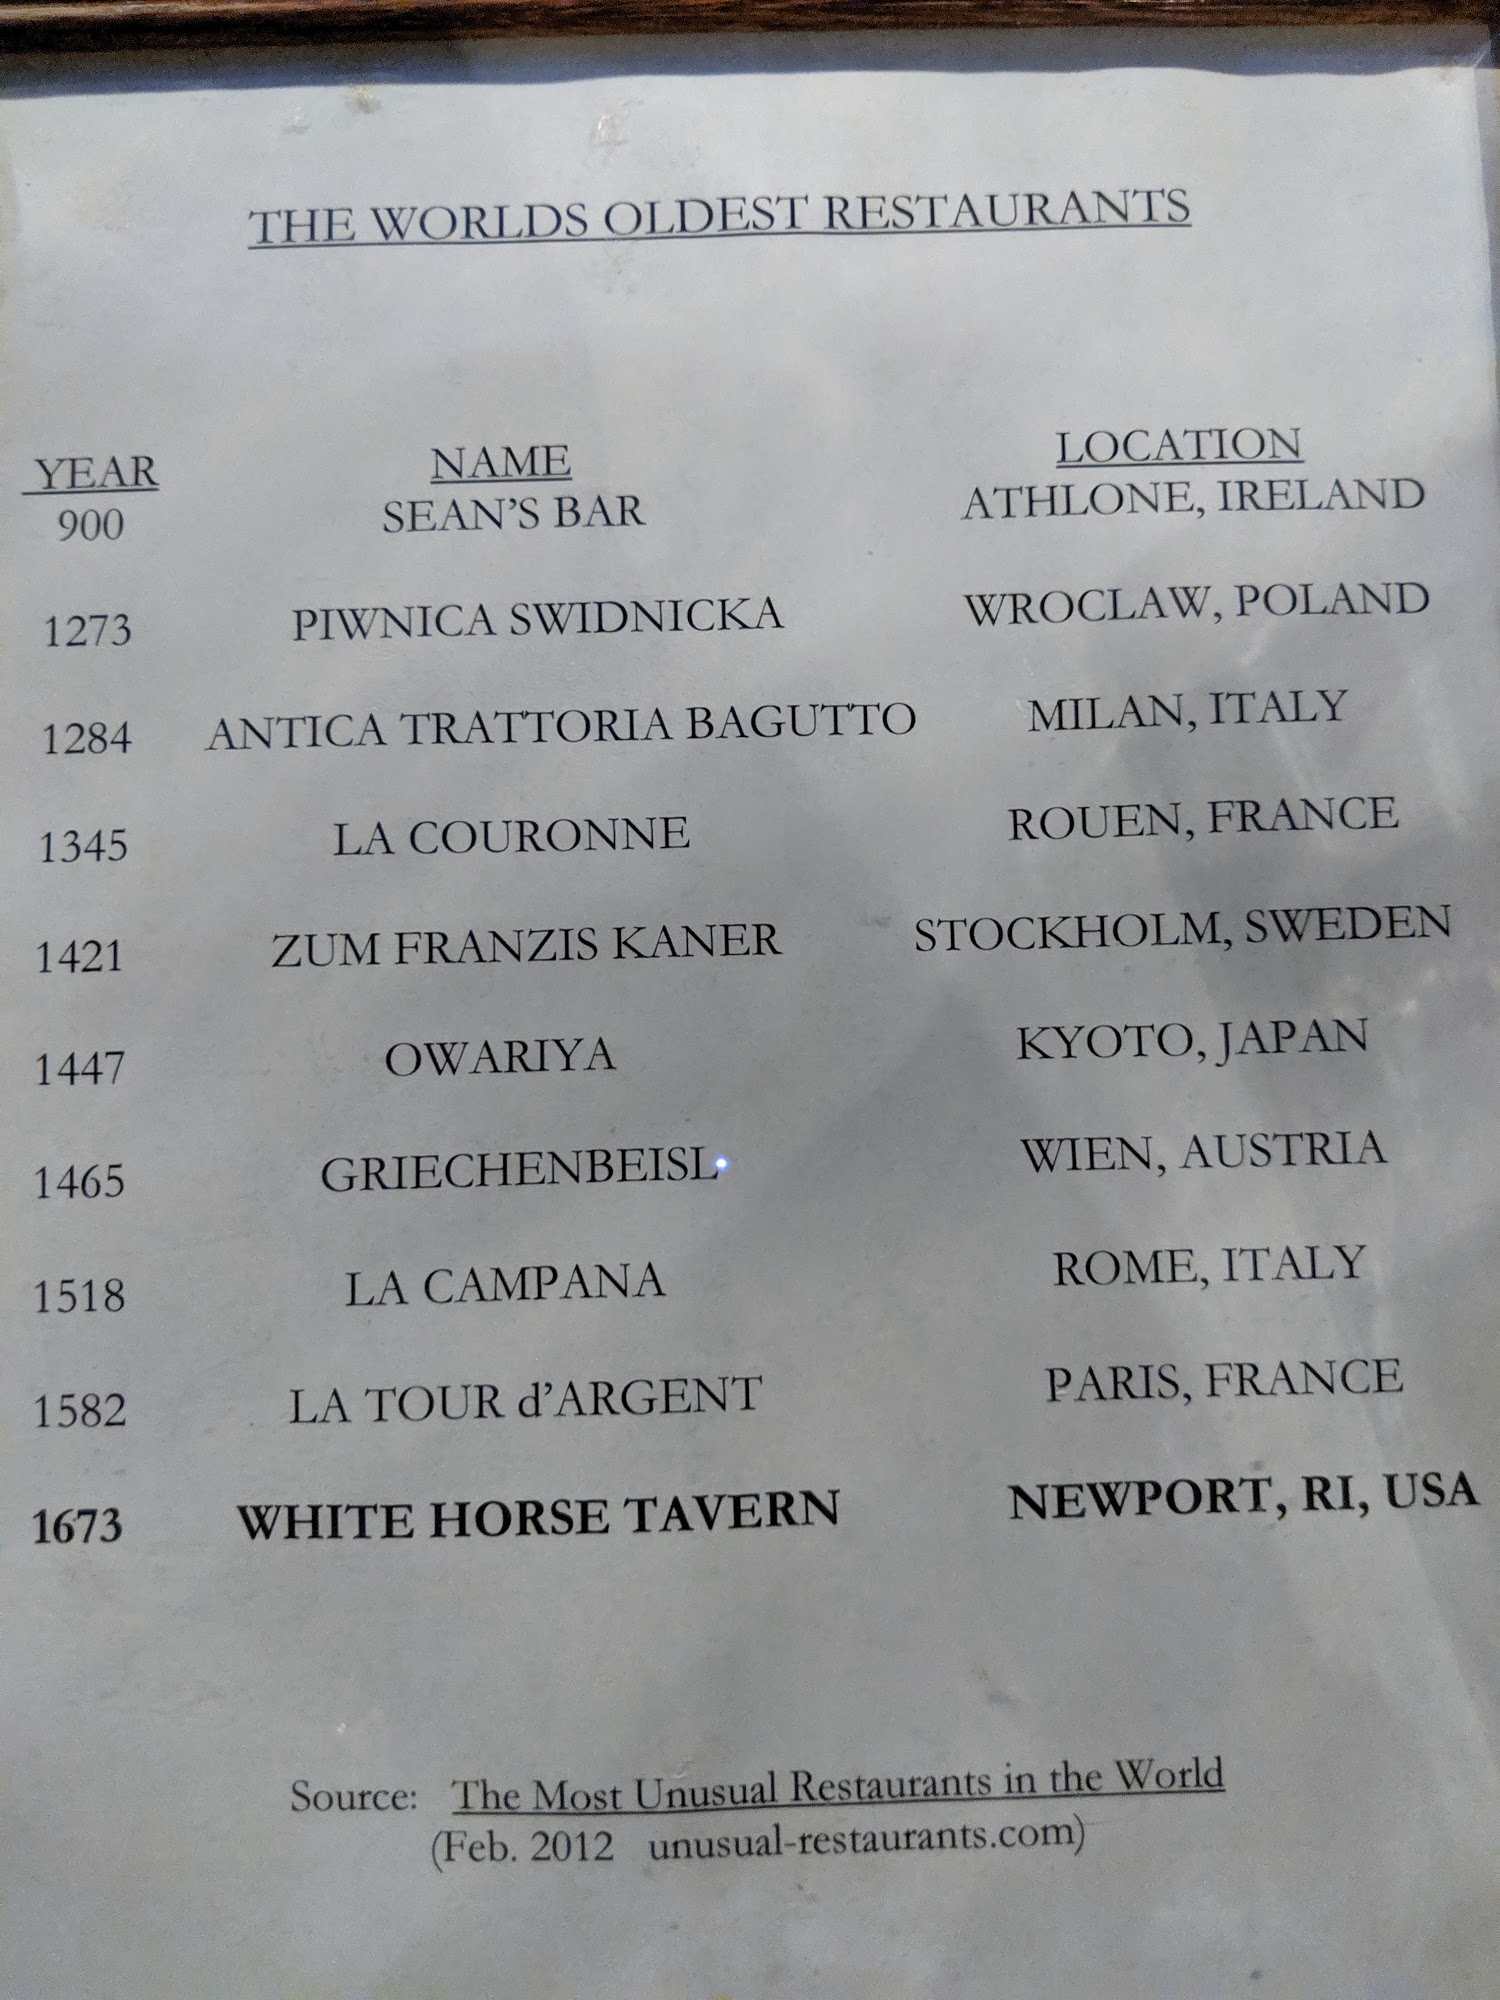 THE WORLDS OLDEST RESTAURANTS
YEAR NAME LOCATION
900 SEAN'S BAR ATHLONE, IRELAND
1273 PIWNICA SWIDNICKA WROCLAW, POLAND
1284 ANTICA TRATTORIA BAGUTTO MILAN, ITALY
1345 LA COURONNE ROUEN, FRANCE
1421 ZUM FRANZIS KANER STOCKHOLM, SWEDEN
1447 OWARIYA KYOTO, JAPAN
1465 GRIECHENBEISL WIEN, AUSTRIA
1518 LA CAMPANA ROME, ITALY
1582 LA TOUR d'ARGENT PARIS, FRANCE
1673 WHITE HORSE TAVERN NEWPORT, RI, USA
Source: The Most Unusual Restaurants in the World
(Feb. 2012 unusual-restaurants.com)